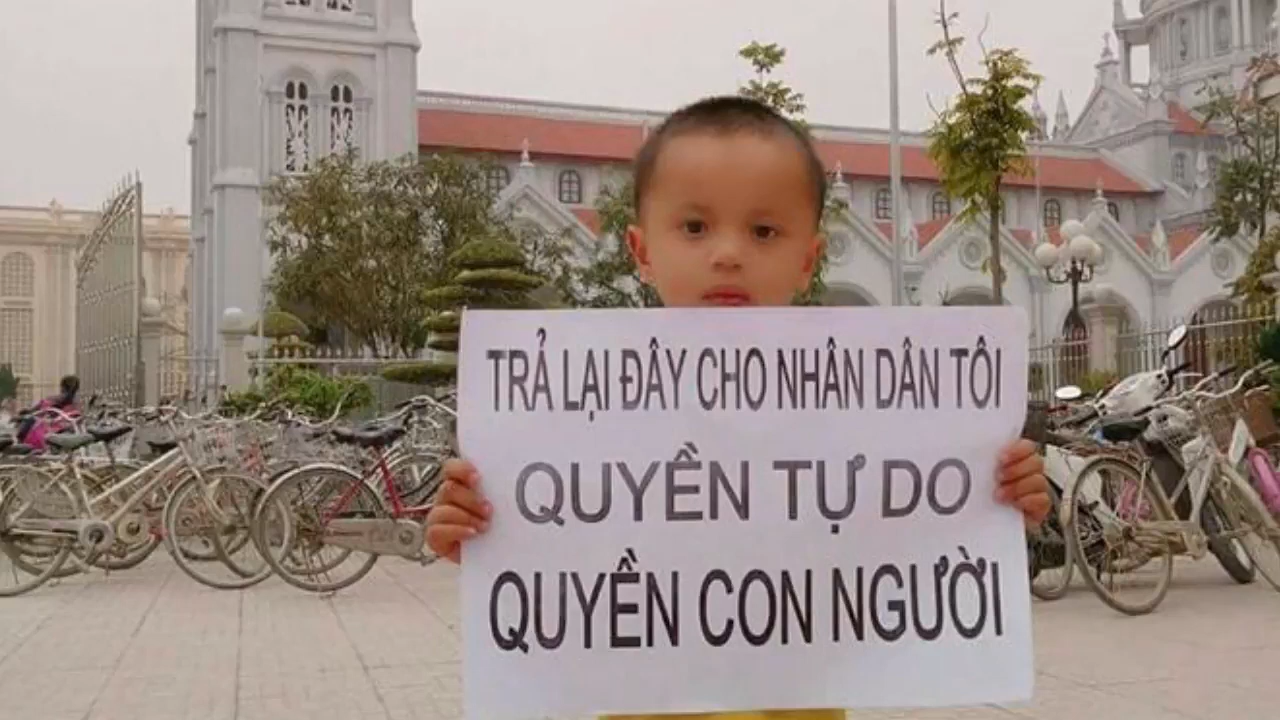 TRẢ LẠI ĐÂY CHO NHÂN DÂN TÔI
QUYỀN TỰ DO
QUYỀN CON NGƯỜI